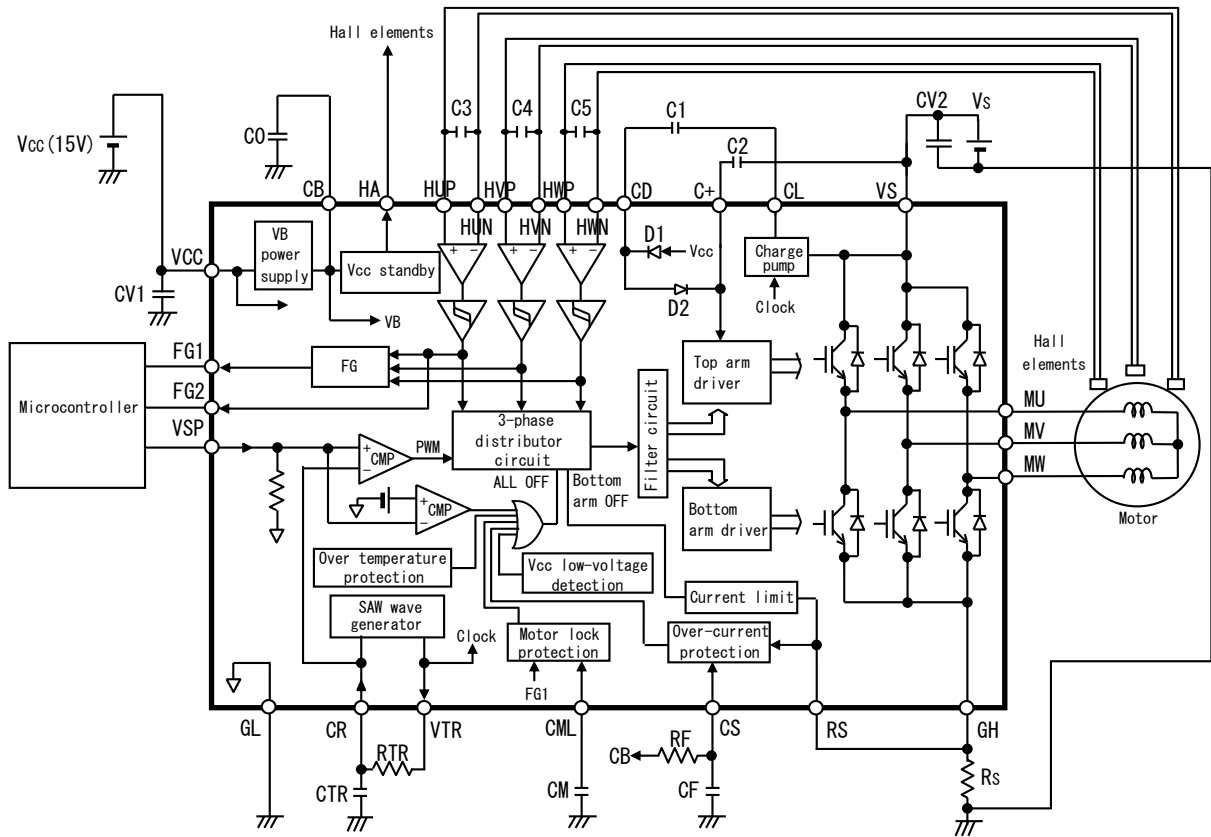 Hall elements
C3
C4
C5
C1
CV2
VS
VCC(15V)
C0
C2
CB
HA
HUP
HVP
HWP
CD
C+
CL
VS
HUN
HVN
HWN
VCC
VB power supply
Vcc standby
D1
Vcc
Charge pump
CV1
VB
D2
Clock
FG1
FG
Top arm driver
Hall elements
Microcontroller
FG2
MU
VSP
3-phase distributor circuit
Filter circuit
MV
+
-
CMP
PWM
MW
ALL OFF
Bottom arm OFF
CMP
Bottom arm driver
Motor
Over temperature protection
Vcc low-voltage detection
Current limit
SAW wave generator
Clock
Motor lock protection
Over-current protection
FG1
GL
CR
VTR
CML
CS
RS
GH
RTR
CB
RF
RS
CTR
CM
CF